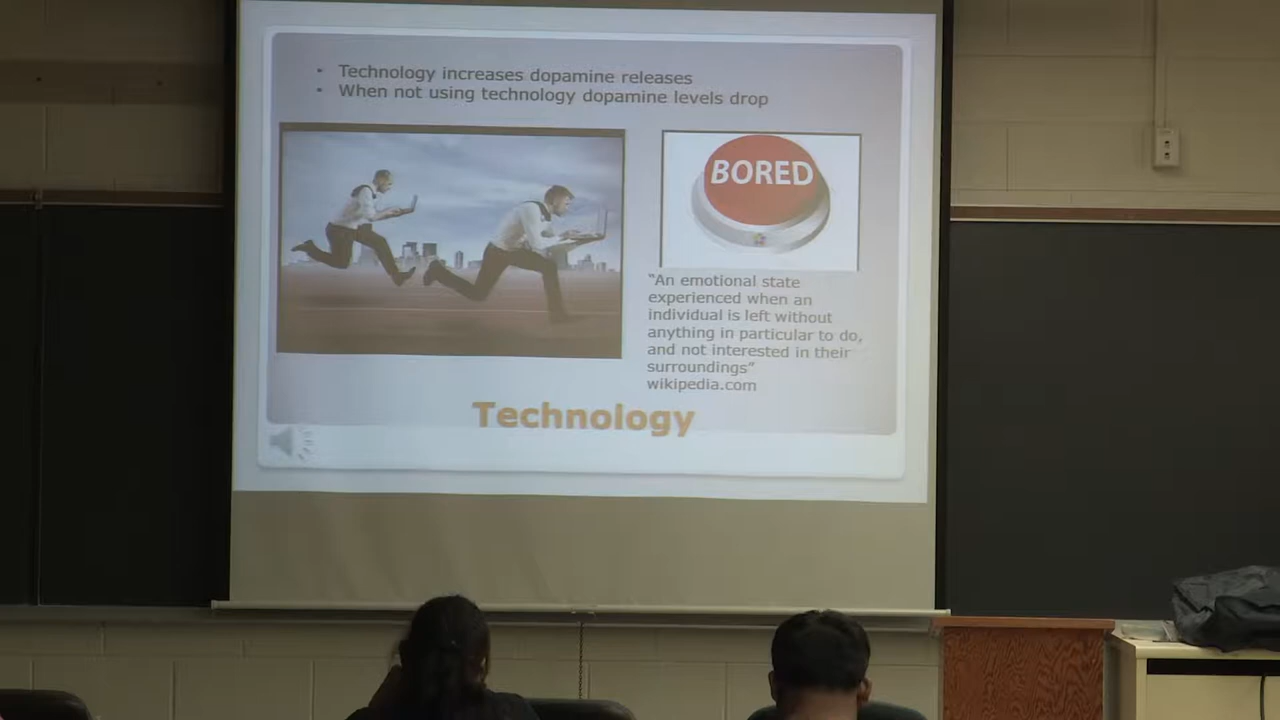 • Technology increases dopamine releases
• When not using technology dopamine levels drop
BORED
"An emotional state
experienced when an
individual is left without
anything in particular to do,
and not interested in their
surroundings"
wikipedia.com
Technology